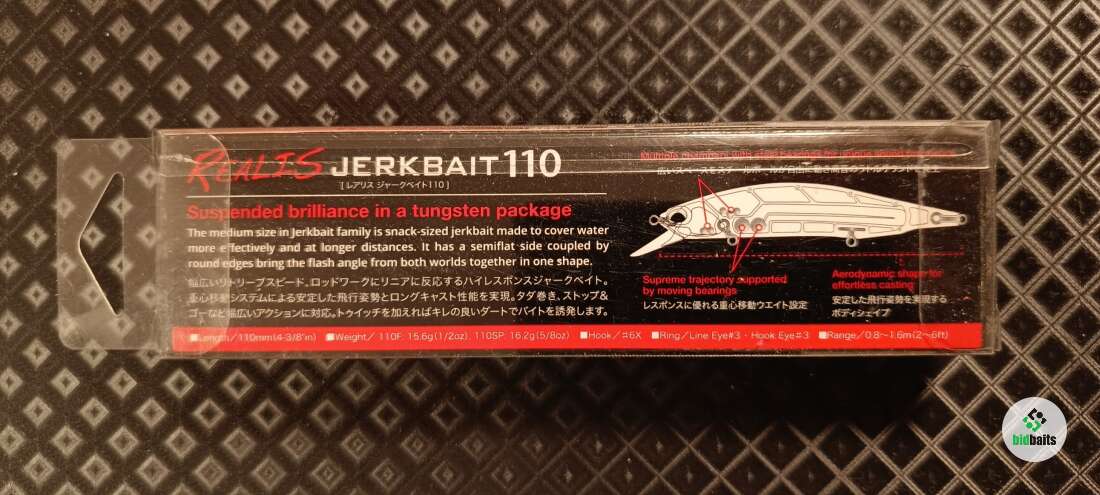 REALIS JERKBAIT 110
[レアリス ジャークベイト110]
Suspended brilliance in a tungsten package
The medium size in Jerkbait family is snack-sized jerkbait made to cover water
more effectively and at longer distances. It has a semiflat side coupled by
round edges bring the flash angle from both worlds together in one shape.
幅広いリトリーブスピード、ロッドワークにリニアに反応するハイレスポンスジャークベイト。
重心移動システムによる安定した飛行姿勢とロングキャスト性能を実現。タダ巻き、ストップ&
ゴーなど幅広いアクションに対応。トゥイッチを加えればキレの良いダートでバイトを誘発します。
Supreme trajectory supported
by moving bearings
レスポンスに優れる重心移動ウエイト設定
Aerodynamic shape for
effortless casting
安定した飛行姿勢を実現する
ボディシェイプ
■Length/110mm(4-3/8"in) ■Weight/ 110F: 15.6g(1/2oz). 110SP: 16.2g(5/8oz) ■Hook/#6X ■Ring/Line Eye#3・Hook Eye#3 ■Range/0.8~1.6m(2~6ft)
bidbaits